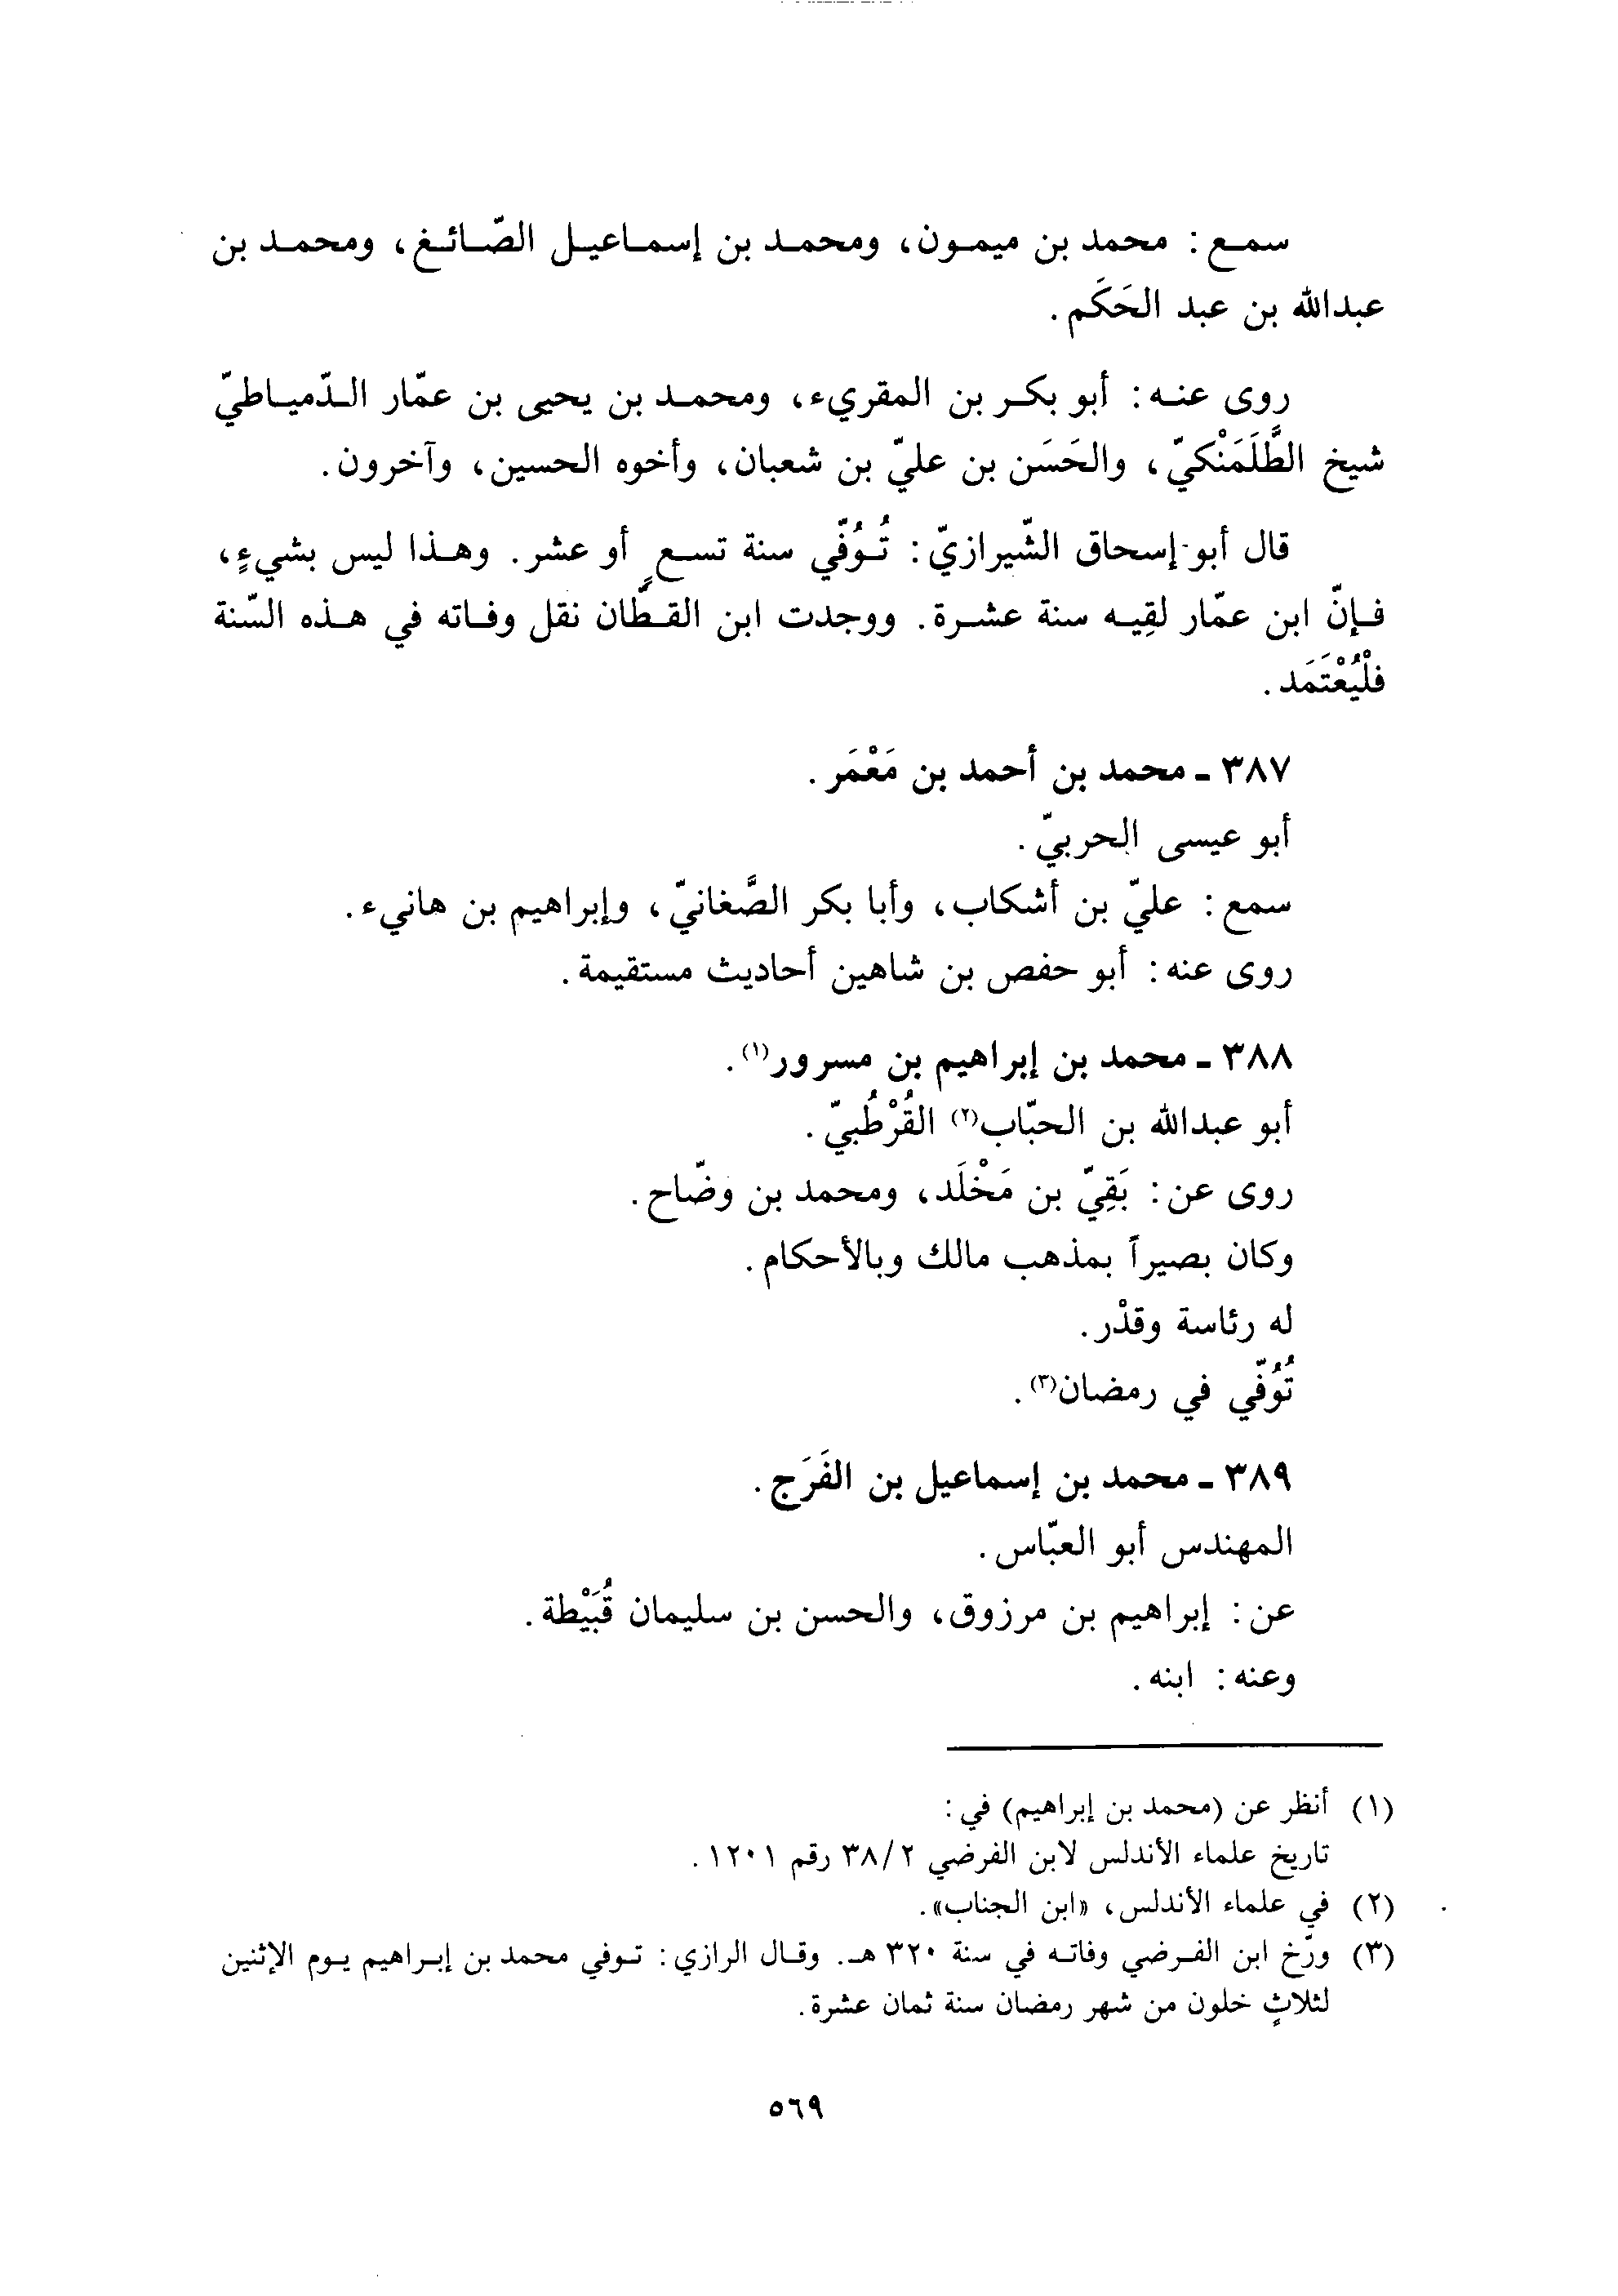 سمع: محمد بن ميمون، ومحمد بن إسماعيل الصّائغ، ومحمد بن
عبدالله بن عبد الحَكَم.
روى عنه: أبو بكر بن المقريء، ومحمد بن يحيى بن عمّار الدّمياطيّ
شيخ الطَّلَمَنْكيّ، والحَسَن بن عليّ بن شعبان، وأخوه الحسين، وآخرون.
قال أبو إسحاق الشّيرازيّ: تُوُفّي سنة تسعٍ أو عشر. وهذا ليس بشيءٍ،
فإنّ ابن عمّار لقِيه سنة عشرة. ووجدت ابن القطّان نقل وفاته في هذه السّنة
فلْيُعْتَمَد.
٣٨٧ ـ محمد بن أحمد بن مَعْمَر.
أبو عيسى الحربيّ.
سمع: عليّ بن أشكاب، وأبا بكر الصَّغانيّ، وإبراهيم بن هانيء.
روى عنه: أبو حفص بن شاهين أحاديث مستقيمة.
٣٨٨ ـ محمد بن إبراهيم بن مسرور(١).
أبو عبدالله بن الحبّاب(٢) القُرْطُبيّ.
روى عن: بَقِيّ بن مَخْلَد، ومحمد بن وضّاح.
وكان بصيراً بمذهب مالك وبالأحكام.
له رئاسة وقدْر.
تُوُفّي في رمضان(٣).
٣٨٩ ـ محمد بن إسماعيل بن الفَرَج.
المهندس أبو العبّاس.
عن: إبراهيم بن مرزوق، والحسن بن سليمان قُبَيْطة.
وعنه: ابنه.
(١) أنظر عن (محمد بن إبراهيم) في:
تاريخ علماء الأندلس لابن الفرضي ٣٨/٢ رقم ١٢٠١.
(٢) في علماء الأندلس، «ابن الجناب».
(٣) ورّخ ابن الفرضي وفاته في سنة ٣٢٠ هـ. وقال الرازي: توفي محمد بن إبراهيم يوم الإثنين
لثلاثٍ خلون من شهر رمضان سنة ثمان عشرة.
٥٦٩